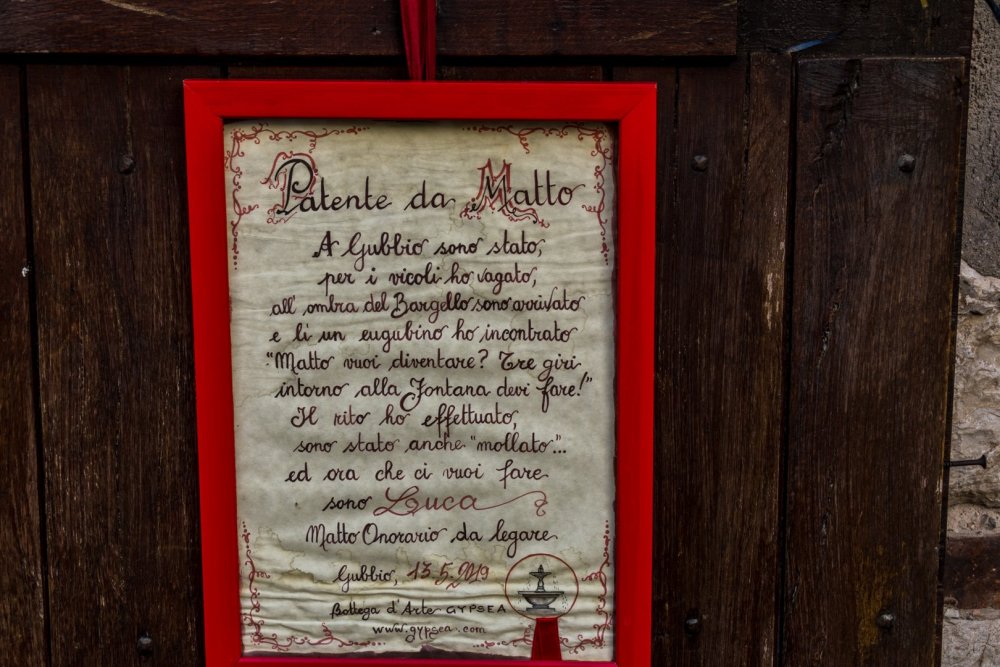 Patente da Matto
A Gubbio sono stato,
per i vicoli ho vagato,
all'ombra del Bargello sono arrivato
e lì un eugubino ho incontrato
"Matto vuoi diventare? Tre giri
intorno alla Fontana devi fare!"
Il rito ho effettuato,
sono stato anche "mollato"...
ed ora che ci vuoi fare
sono Luca
Matto Onorario da legare
Gubbio, 13.5.2019
Bottega d'Arte GYPSEA
www.gypsea.com